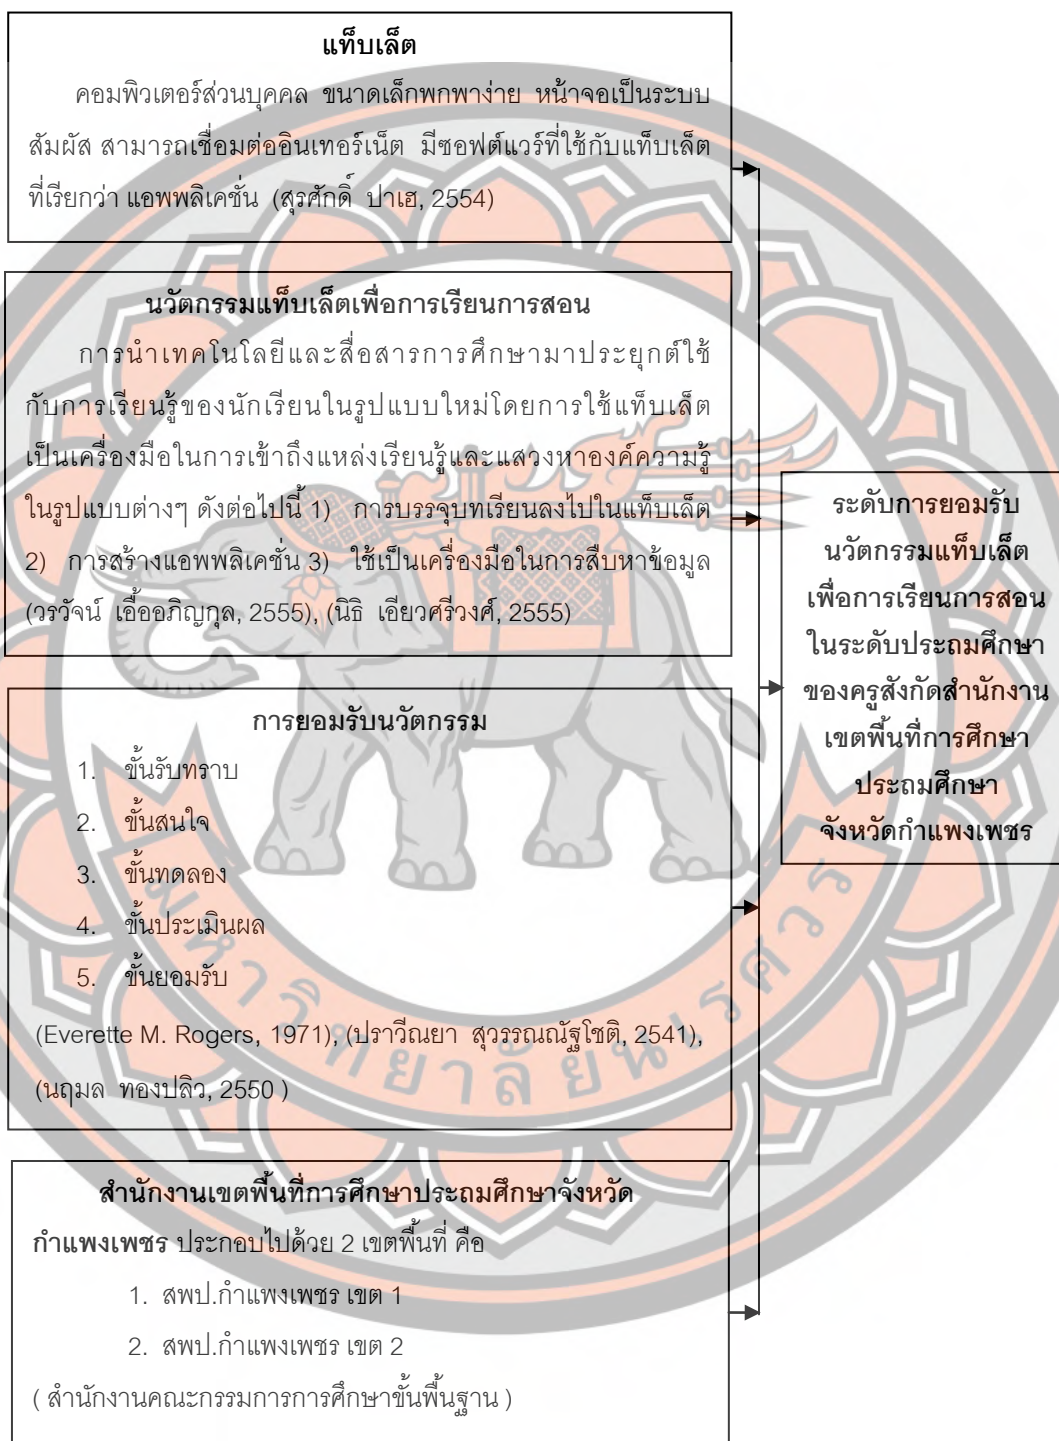 แท็บเล็ต
คอมพิวเตอร์ส่วนบุคคล ขนาดเล็กพกพาง่าย หน้าจอเป็นระบบ
สัมผัส สามารถเชื่อมต่ออินเทอร์เน็ต มีซอฟต์แวร์ที่ใช้กับแท็บเล็ต
ที่เรียกว่า แอพพลิเคชั่น (สุรศักดิ์ ปาเฮ, 2554)
นวัตกรรมแท็บเล็ตเพื่อการเรียนการสอน
การนำเทคโนโลยีและสื่อสารการศึกษามาประยุกต์ใช้
กับการเรียนรู้ของนักเรียนในรูปแบบใหม่โดยการใช้แท็บเล็ต
เป็นเครื่องมือในการเข้าถึงแหล่งเรียนรู้และแสวงหาองค์ความรู้
ในรูปแบบต่างๆ ดังต่อไปนี้ 1) การบรรจุบทเรียนลงไปในแท็บเล็ต
2) การสร้างแอพพลิเคชั่น 3) ใช้เป็นเครื่องมือในการสืบหาข้อมูล
(วรวัจน์ เอื้ออภิญกุล, 2555), (นิธิ เอียวศรีวงศ์, 2555)
การยอมรับนวัตกรรม
1. ขั้นรับทราบ
2. ขั้นสนใจ
3. ขั้นทดลอง
4. ขั้นประเมินผล
5. ขั้นยอมรับ
(Everette M. Rogers, 1971), (ปราวีณยา สุวรรณณัฐโชติ, 2541),
(นฤมล ทองปลิว, 2550 )
สำนักงานเขตพื้นที่การศึกษาประถมศึกษาจังหวัด
กำแพงเพชร ประกอบไปด้วย 2 เขตพื้นที่ คือ
1. สพป.กำแพงเพชร เขต 1
2. สพป.กำแพงเพชร เขต 2
( สำนักงานคณะกรรมการการศึกษาขั้นพื้นฐาน )
ระดับการยอมรับ
นวัตกรรมแท็บเล็ต
เพื่อการเรียนการสอน
ในระดับประถมศึกษา
ของครูสังกัดสำนักงาน
เขตพื้นที่การศึกษา
ประถมศึกษา
จังหวัดกำแพงเพชร
มหาวิทยาลัยนเรศวร